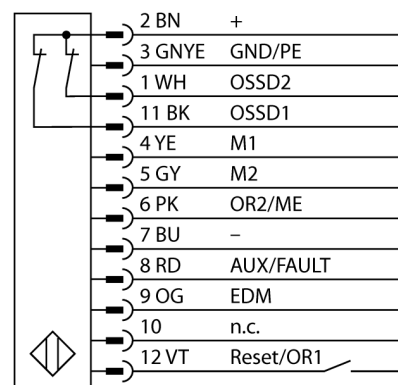 2 BN +
3 GNYE GND/PE
1 WH OSSD2
11 BK OSSD1
4 YE M1
5 GY M2
6 PK OR2/ME
7 BU –
8 RD AUX/FAULT
9 OG EDM
10 n.c.
12 VT Reset/OR1